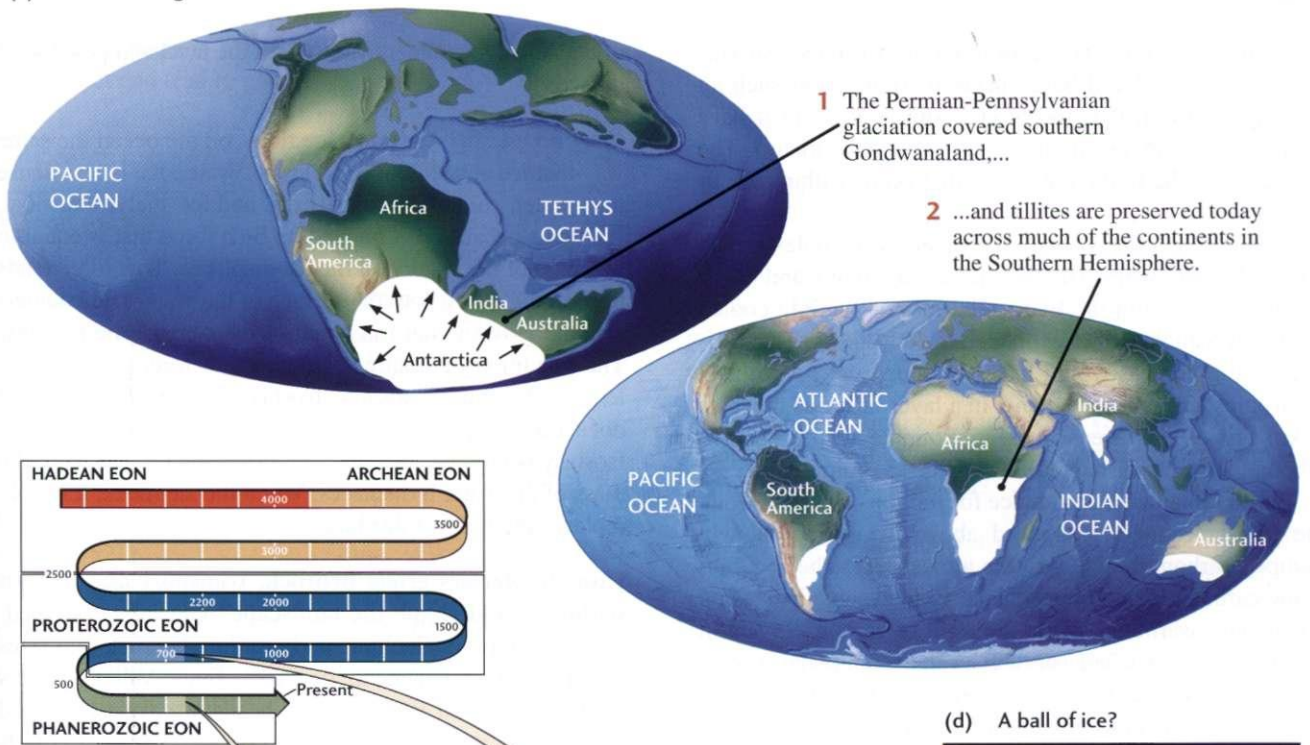 1 The Permian-Pennsylvanian
glaciation covered southern
Gondwanaland,...
PACIFIC
OCEAN
Africa
TETHYS
OCEAN
South
America
India
Australia
Antarctica
2 ...and tillites are preserved today
across much of the continents in
the Southern Hemisphere.
ATLANTIC
OCEAN
India
Africa
PACIFIC
OCEAN
South
America
INDIAN
OCEAN
Australia
HADEAN EON ARCHEAN EON
4000
3500
3000
2500
2200 2000
PROTEROZOIC EON
1500
700 1000
500
Present
PHANEROZOIC EON
(d) A ball of ice?